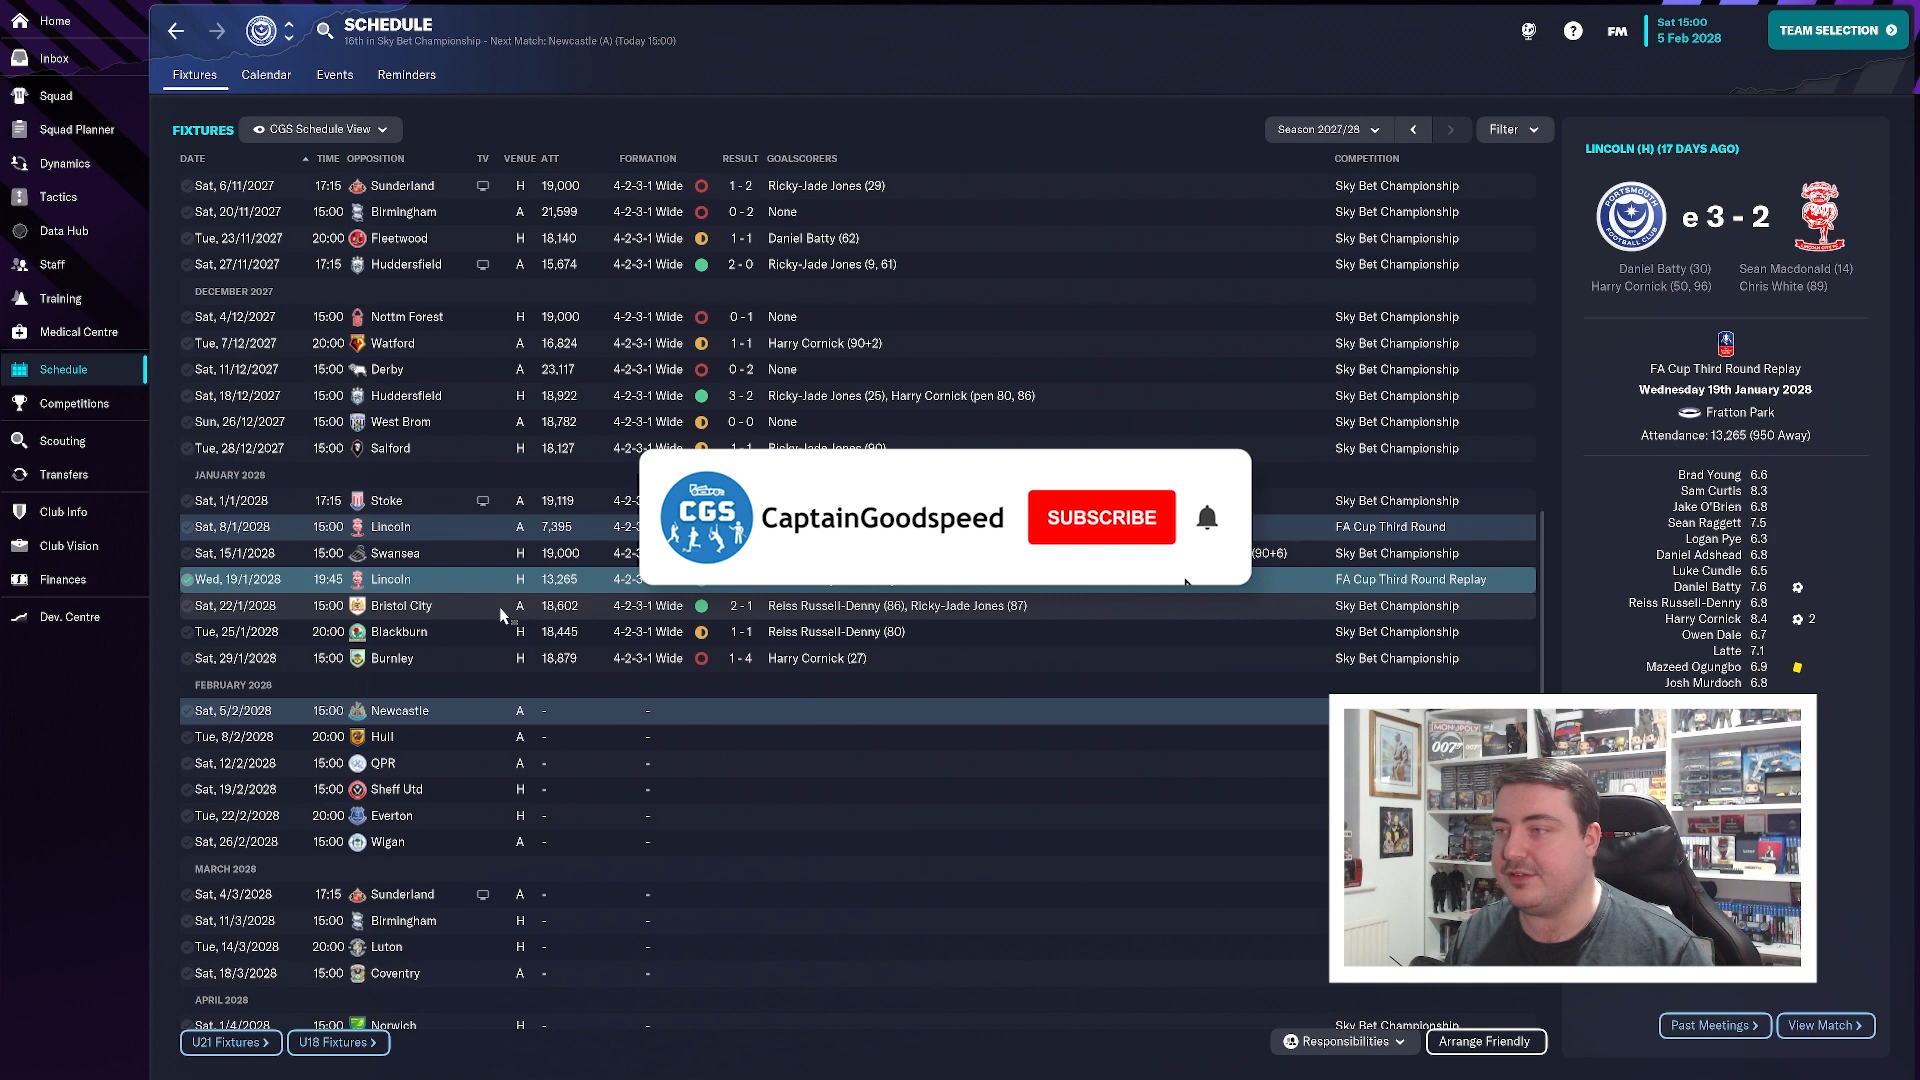 Home
Inbox
Squad
Squad Planner
Dynamics
Tactics
Data Hub
Staff
Training
Medical Centre
Schedule
Competitions
Scouting
Transfers
Club Info
Club Vision
Finances
Dev. Centre
SCHEDULE
16th in Sky Bet Championship - Next Match: Newcastle (A) (Today 15:00)
FM
Sat 15:00
5 Feb 2028
TEAM SELECTION
Fixtures Calendar Events Reminders
FIXTURES CGS Schedule View Season 2027/28 Filter
DATE TIME OPPOSITION TV VENUE ATT FORMATION RESULT GOALSCORERS COMPETITION
Sat, 6/11/2027 17:15 Sunderland H 19,000 4-2-3-1 Wide 1 - 2 Ricky-Jade Jones (29) Sky Bet Championship
Sat, 20/11/2027 15:00 Birmingham A 21,599 4-2-3-1 Wide 0 - 2 None Sky Bet Championship
Tue, 23/11/2027 20:00 Fleetwood H 18,140 4-2-3-1 Wide 1 - 1 Daniel Batty (62) Sky Bet Championship
Sat, 27/11/2027 17:15 Huddersfield A 15,674 4-2-3-1 Wide 2 - 0 Ricky-Jade Jones (9, 61) Sky Bet Championship
DECEMBER 2027
Sat, 4/12/2027 15:00 Nottm Forest H 19,000 4-2-3-1 Wide 0 - 1 None Sky Bet Championship
Tue, 7/12/2027 20:00 Watford A 16,824 4-2-3-1 Wide 1 - 1 Harry Cornick (90+2) Sky Bet Championship
Sat, 11/12/2027 15:00 Derby A 23,117 4-2-3-1 Wide 0 - 2 None Sky Bet Championship
Sat, 18/12/2027 15:00 Huddersfield H 18,922 4-2-3-1 Wide 3 - 2 Ricky-Jade Jones (25), Harry Cornick (pen 80, 86) Sky Bet Championship
Sun, 26/12/2027 15:00 West Brom A 18,782 4-2-3-1 Wide 0 - 0 None Sky Bet Championship
Tue, 28/12/2027 15:00 Salford H 18,127 4-2-3-1 Wide 1 - 1 Ricky-Jade Jones (90) Sky Bet Championship
JANUARY 2028
Sat, 1/1/2028 17:15 Stoke A 19,119 4-2-3 Sky Bet Championship
Sat, 8/1/2028 15:00 Lincoln A 7,395 4-2-3 FA Cup Third Round
Sat, 15/1/2028 15:00 Swansea H 19,000 4-2-3 (90+6) Sky Bet Championship
Wed, 19/1/2028 19:45 Lincoln H 13,265 4-2-3 FA Cup Third Round Replay
Sat, 22/1/2028 15:00 Bristol City A 18,602 4-2-3-1 Wide 2 - 1 Reiss Russell-Denny (86), Ricky-Jade Jones (87) Sky Bet Championship
Tue, 25/1/2028 20:00 Blackburn H 18,445 4-2-3-1 Wide 1 - 1 Reiss Russell-Denny (80) Sky Bet Championship
Sat, 29/1/2028 15:00 Burnley H 18,879 4-2-3-1 Wide 1 - 4 Harry Cornick (27) Sky Bet Championship
FEBRUARY 2028
Sat, 5/2/2028 15:00 Newcastle A - -
Tue, 8/2/2028 20:00 Hull A - -
Sat, 12/2/2028 15:00 QPR A - -
Sat, 19/2/2028 15:00 Sheff Utd H - -
Tue, 22/2/2028 20:00 Everton H - -
Sat, 26/2/2028 15:00 Wigan A - -
MARCH 2028
Sat, 4/3/2028 17:15 Sunderland A - -
Sat, 11/3/2028 15:00 Birmingham H - -
Tue, 14/3/2028 20:00 Luton H - -
Sat, 18/3/2028 15:00 Coventry A - -
APRIL 2028
Sat, 1/4/2028 15:00 Norwich H - - Sky Bet Championship
U21 Fixtures U18 Fixtures Responsibilities Arrange Friendly
CGS
CaptainGoodspeed
SUBSCRIBE
LINCOLN (H) (17 DAYS AGO)
PORTSMOUTH FOOTBALL CLUB
e 3 - 2
Daniel Batty (30) Sean Macdonald (14)
Harry Cornick (50, 96) Chris White (89)
FA Cup Third Round Replay
Wednesday 19th January 2028
Fratton Park
Attendance: 13,265 (950 Away)
Brad Young 6.6
Sam Curtis 8.3
Jake O'Brien 6.8
Sean Raggett 7.5
Logan Pye 6.3
Daniel Adshead 6.8
Luke Cundle 6.5
Daniel Batty 7.6
Reiss Russell-Denny 6.8
Harry Cornick 8.4 2
Owen Dale 6.7
Latte 7.1
Mazeed Ogungbo 6.9
Josh Murdoch 6.8
MONOPOLY
007
Past Meetings View Match